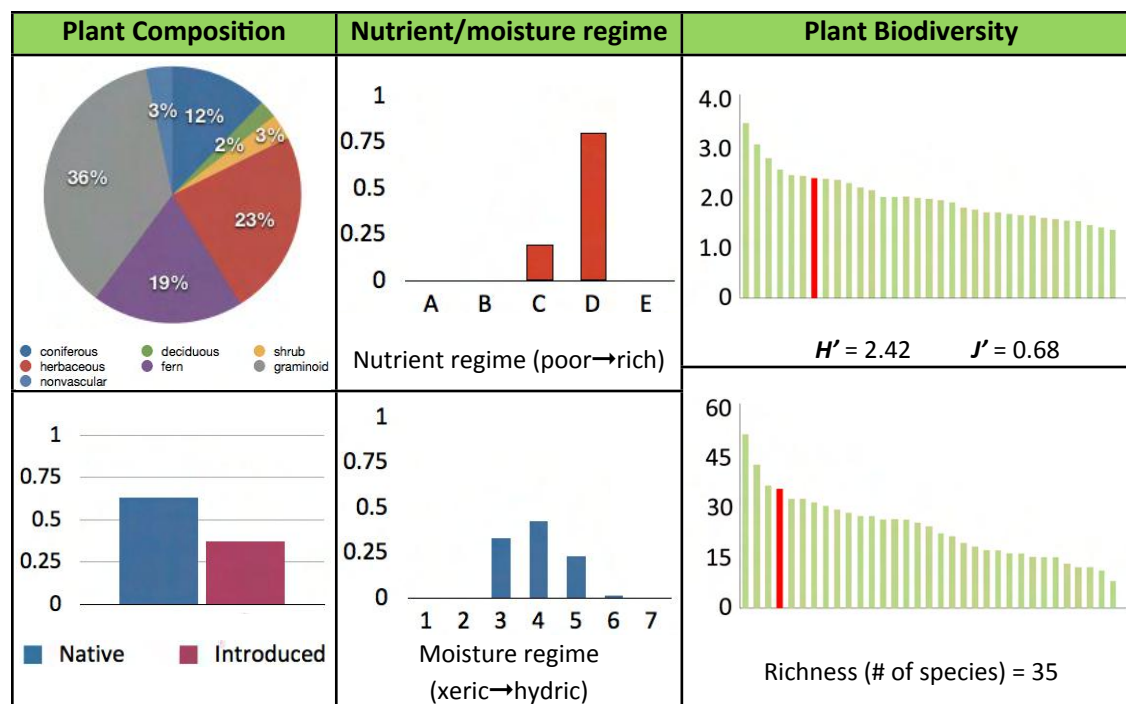 Plant Composition
Nutrient/moisture regime
Plant Biodiversity
3%
12%
2%
3%
36%
23%
19%
coniferous
deciduous
shrub
herbaceous
fern
graminoid
nonvascular
1
0.75
0.5
0.25
0
A B C D E
Nutrient regime (poor→rich)
4.0
3.0
2.0
1.0
0
H' = 2.42 J' = 0.68
1
0.75
0.5
0.25
0
Native
Introduced
1
0.75
0.5
0.25
0
1 2 3 4 5 6 7
Moisture regime
(xeric→hydric)
60
45
30
15
0
Richness (# of species) = 35